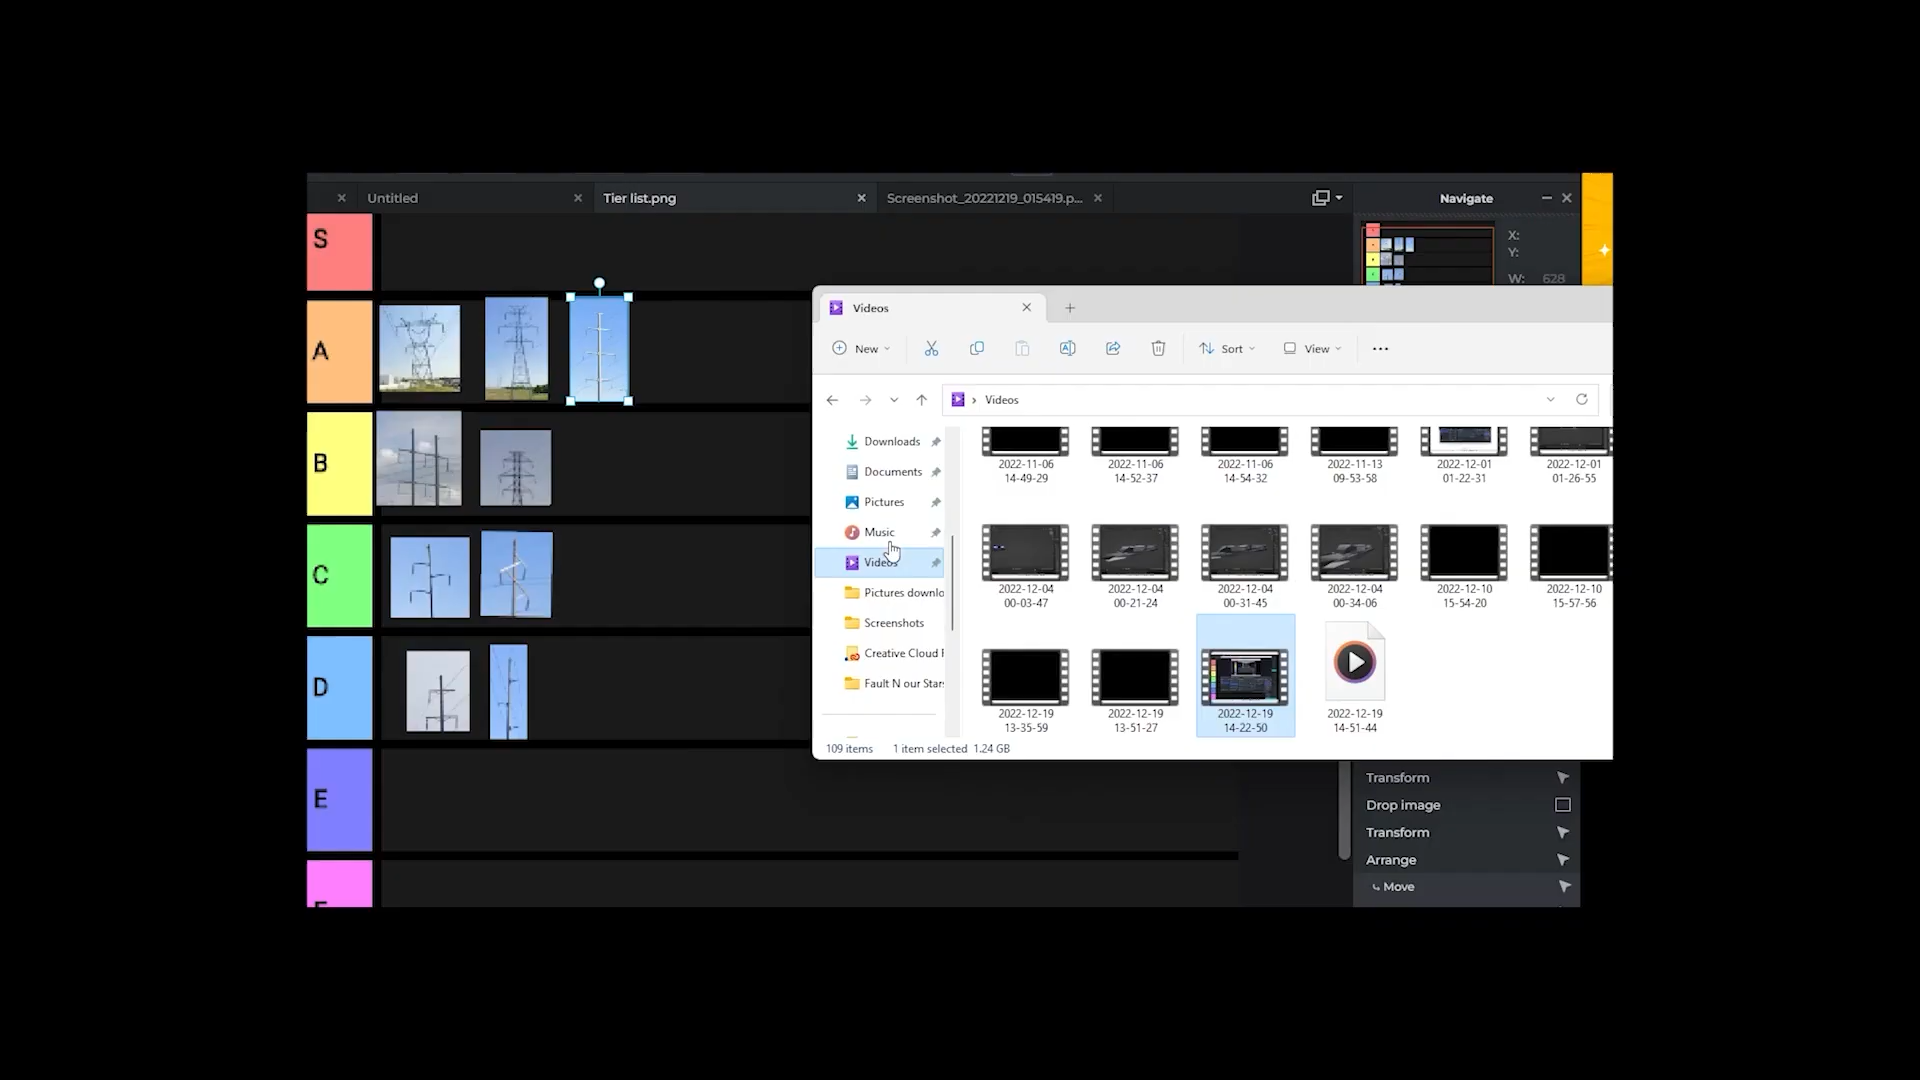 Untitled
Tier list.png
Screenshot_20221219_015419.p...
Navigate
S
A
B
C
D
E
X:
Y:
W: 628
Videos
New
Sort
View
Videos
Downloads
Documents
Pictures
Music
Videos
Pictures downlo
Screenshots
Creative Cloud F
Fault N our Stars
2022-11-06
14-49-29
2022-11-06
14-52-37
2022-11-06
14-54-32
2022-11-13
09-53-58
2022-12-01
01-22-31
2022-12-01
01-26-55
2022-12-04
00-03-47
2022-12-04
00-21-24
2022-12-04
00-31-45
2022-12-04
00-34-06
2022-12-10
15-54-20
2022-12-10
15-57-56
2022-12-19
13-35-59
2022-12-19
13-51-27
2022-12-19
14-22-50
2022-12-19
14-51-44
109 items 1 item selected 1.24 GB
Transform
Drop image
Transform
Arrange
Move